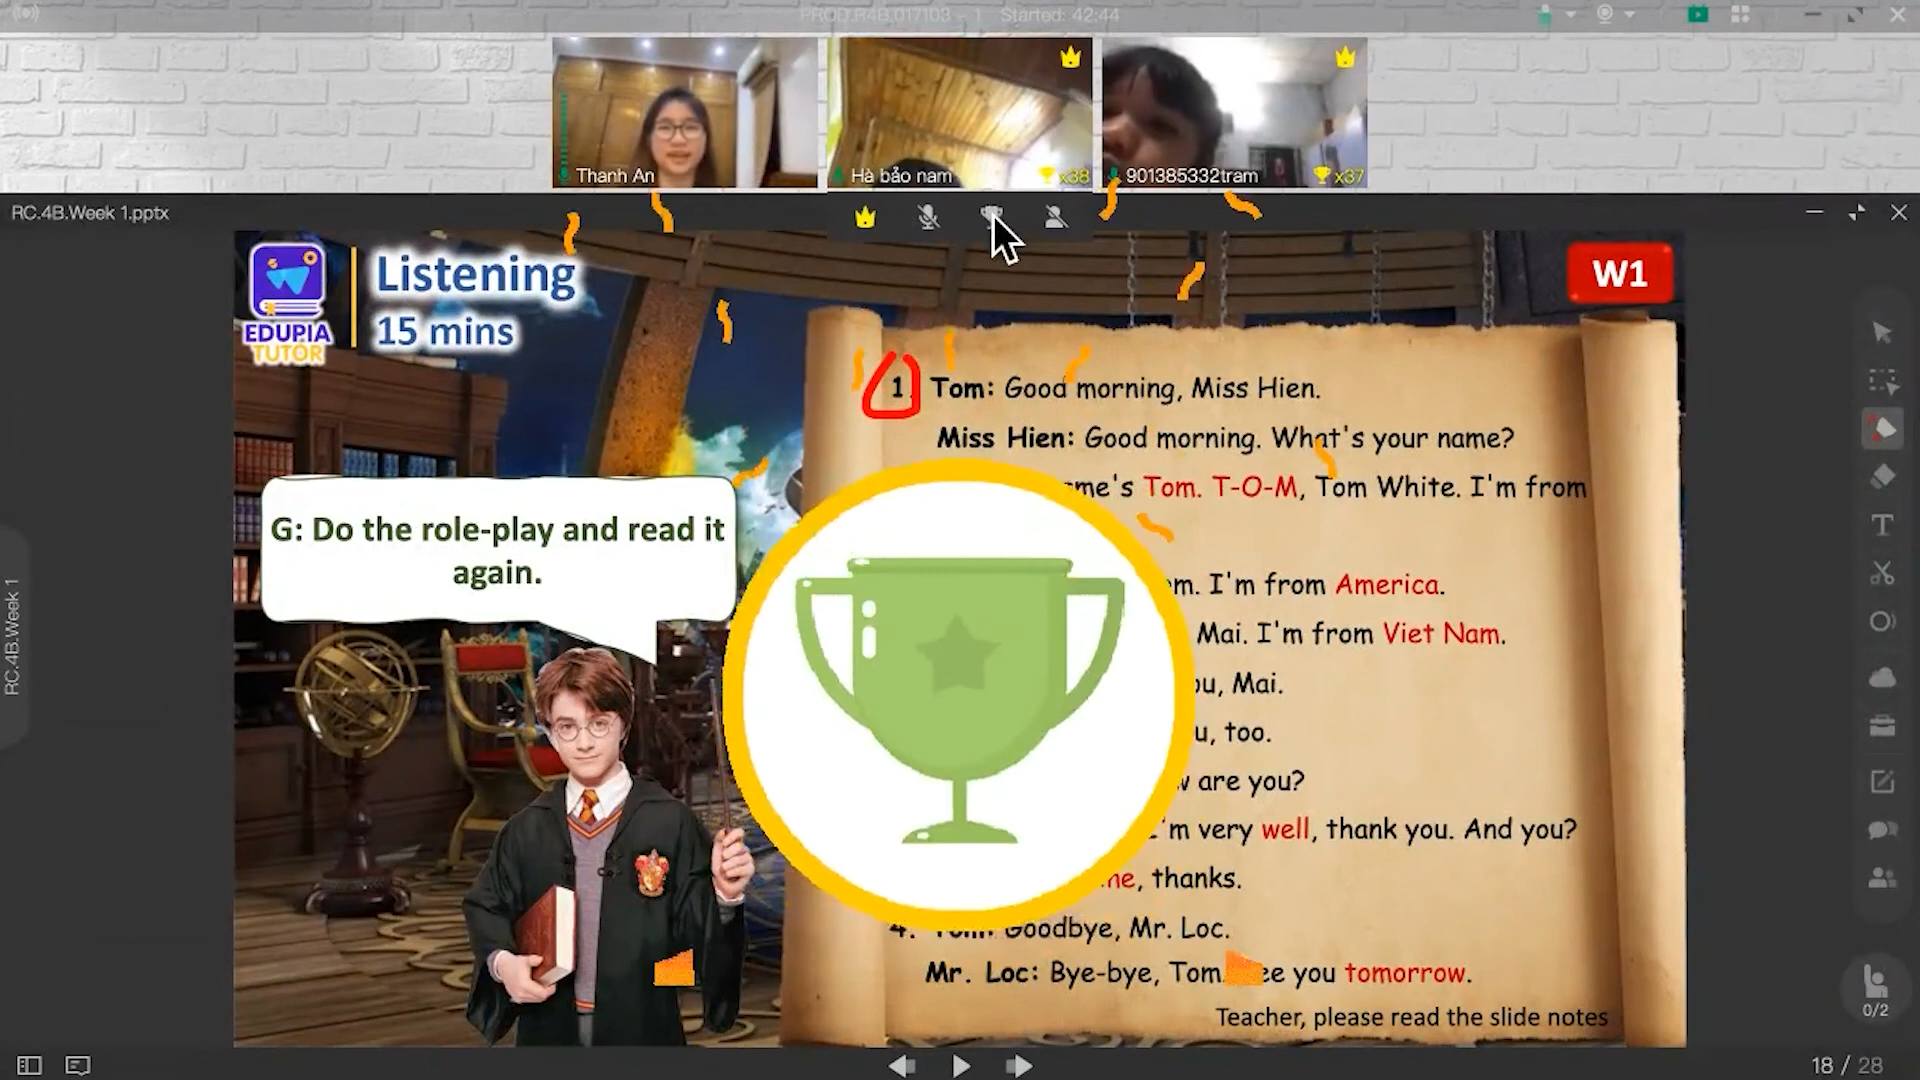 PROD.R4B.017103 - 1 Started: 42:44
Thanh An
Hà bảo nam
x38
901385332tram
x37
RC.4B.Week 1.pptx
EDUPIA
TUTOR
Listening
15 mins
W1
1 Tom: Good morning, Miss Hien.
Miss Hien: Good morning. What's your name?
me's Tom. T-O-M, Tom White. I'm from
m. I'm from America.
Mai. I'm from Viet Nam.
ou, Mai.
u, too.
w are you?
I'm very well, thank you. And you?
ne, thanks.
4. Tom: Goodbye, Mr. Loc.
Mr. Loc: Bye-bye, Tom. See you tomorrow.
Teacher, please read the slide notes
G: Do the role-play and read it
again.
RC.4B.Week 1
0/2
18 / 28